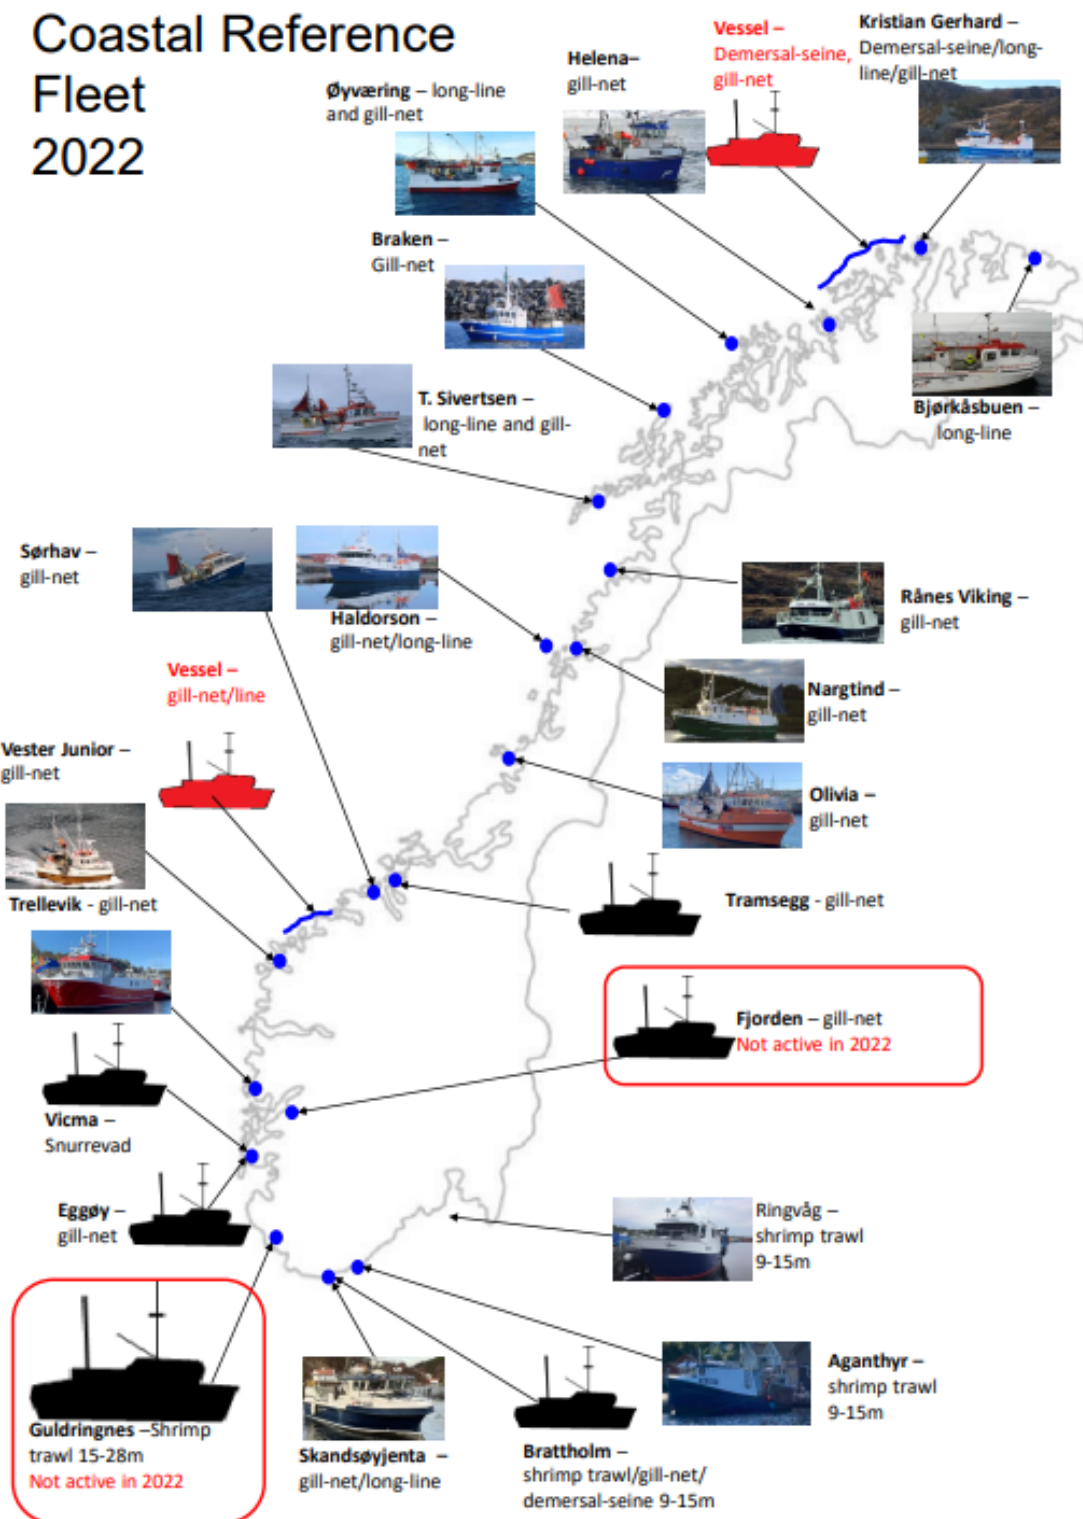 Coastal Reference
Fleet
2022
Øyværing – long-line
and gill-net
Helena–
gill-net
Vessel –
Demersal-seine,
gill-net
Kristian Gerhard –
Demersal-seine/long-
line/gill-net
Braken –
Gill-net
T. Sivertsen –
long-line and gill-
net
Bjørkåsbuen –
long-line
Sørhav –
gill-net
Haldorson –
gill-net/long-line
Rånes Viking –
gill-net
Vessel –
gill-net/line
Nargtind –
gill-net
Vester Junior –
gill-net
Olivia –
gill-net
Trellevik - gill-net
Tramsegg - gill-net
Fjorden – gill-net
Not active in 2022
Vicma –
Snurrevad
Eggøy –
gill-net
Ringvåg –
shrimp trawl
9-15m
Guldringnes –Shrimp
trawl 15-28m
Not active in 2022
Skandsøyjenta –
gill-net/long-line
Brattholm –
shrimp trawl/gill-net/
demersal-seine 9-15m
Aganthyr –
shrimp trawl
9-15m